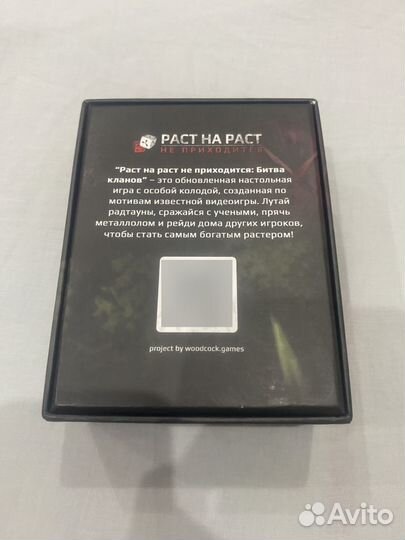 РАСТ НА РАСТ
НЕ ПРИХОДИТСЯ
“Раст на раст не приходится: Битва
кланов” – это обновленная настольная
игра с особой колодой, созданная по
мотивам известной видеоигры. Лутай
радтауны, сражайся с учеными, прячь
металлолом и рейди дома других игроков,
чтобы стать самым богатым растером!
project by woodcock.games
Avito